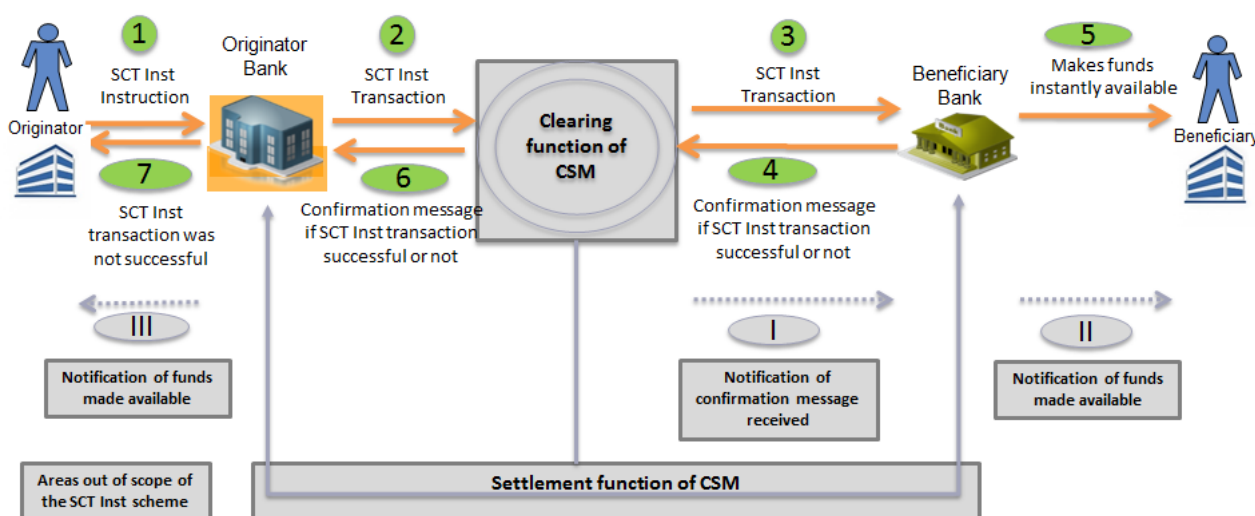 1
SCT Inst
Instruction
Originator
7
SCT Inst
transaction was
not successful
Originator
Bank
2
SCT Inst
Transaction
6
Confirmation message
if SCT Inst transaction
successful or not
Clearing
function of
CSM
3
SCT Inst
Transaction
4
Confirmation message
if SCT Inst transaction
successful or not
Beneficiary
Bank
Bank
5
Makes funds
instantly available
Beneficiary
III
Notification of funds
made available
I
Notification of
confirmation message
received
II
Notification of funds
made available
Areas out of scope of
the SCT Inst scheme
Settlement function of CSM